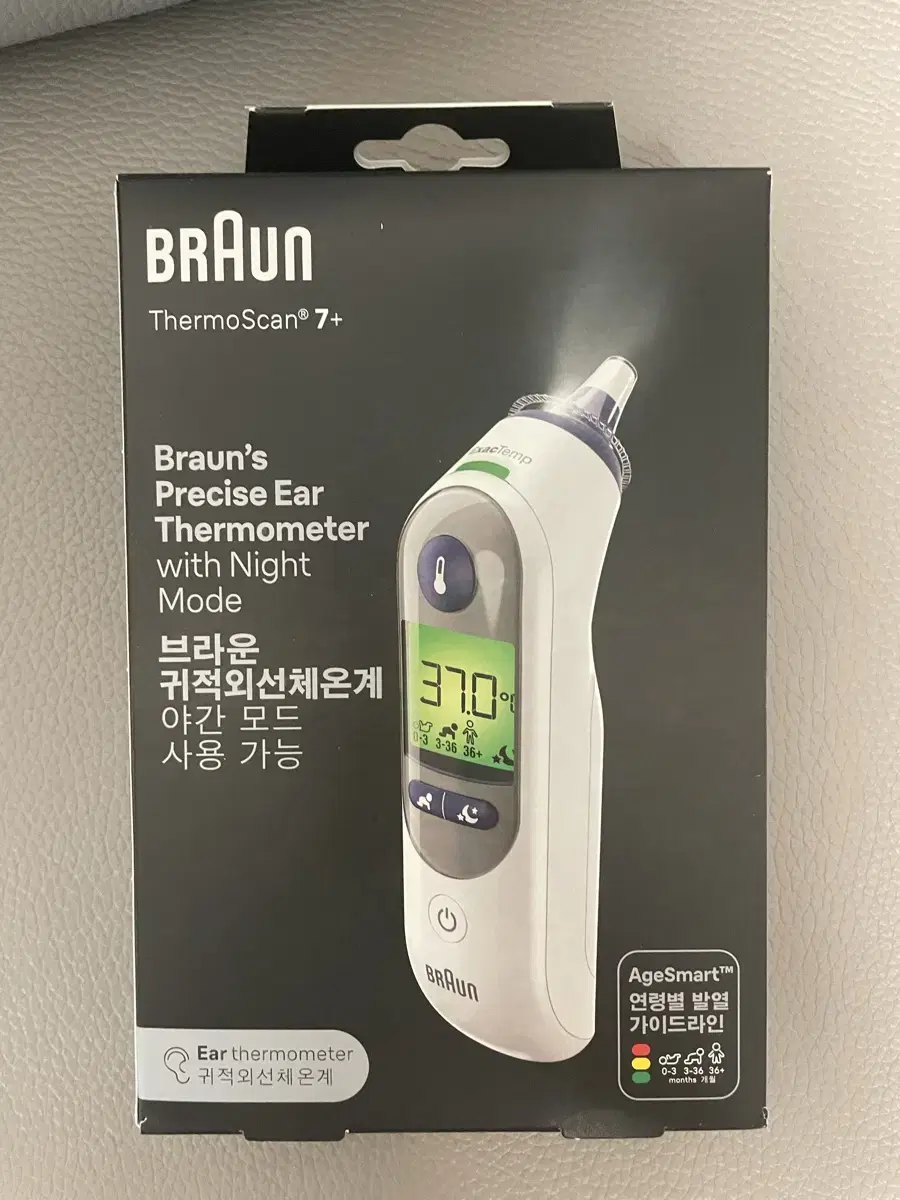 BRAUN
ThermoScan® 7+
Braun's
Precise Ear
Thermometer
with Night
Mode
브라운
귀적외선체온계
야간 모드
사용 가능
ExacTemp
37.0°C
0-3 3-36 36+
BRAUN
Ear thermometer
귀적외선체온계
AgeSmart™
연령별 발열
가이드라인
0-3 3-36 36+
months 개월